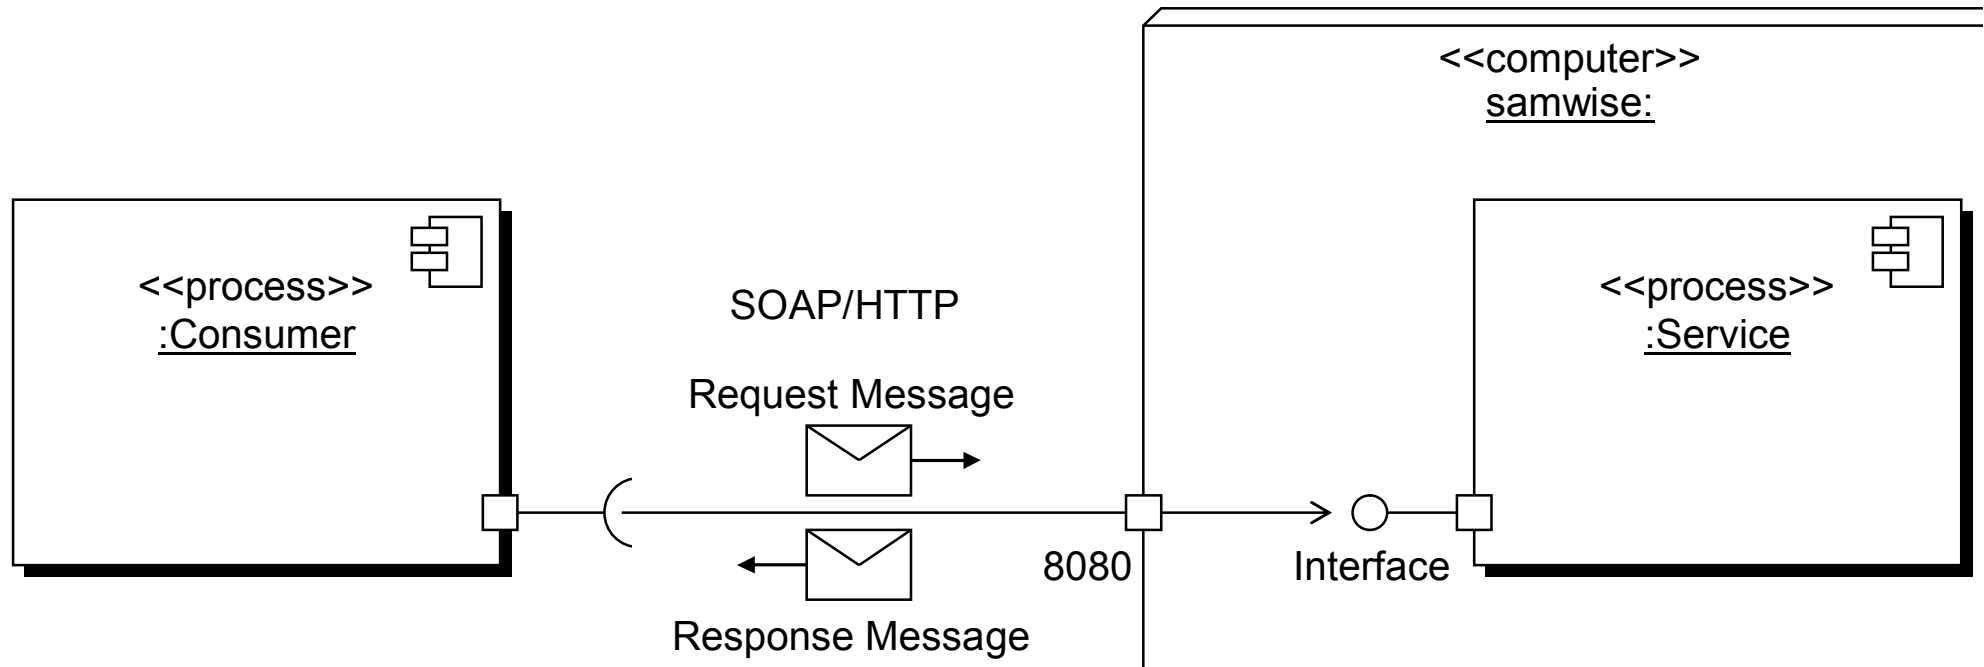 <<computer>>
samwise:
<<process>>
:Consumer
SOAP/HTTP
Request Message
<<process>>
:Service
8080
Interface
Response Message